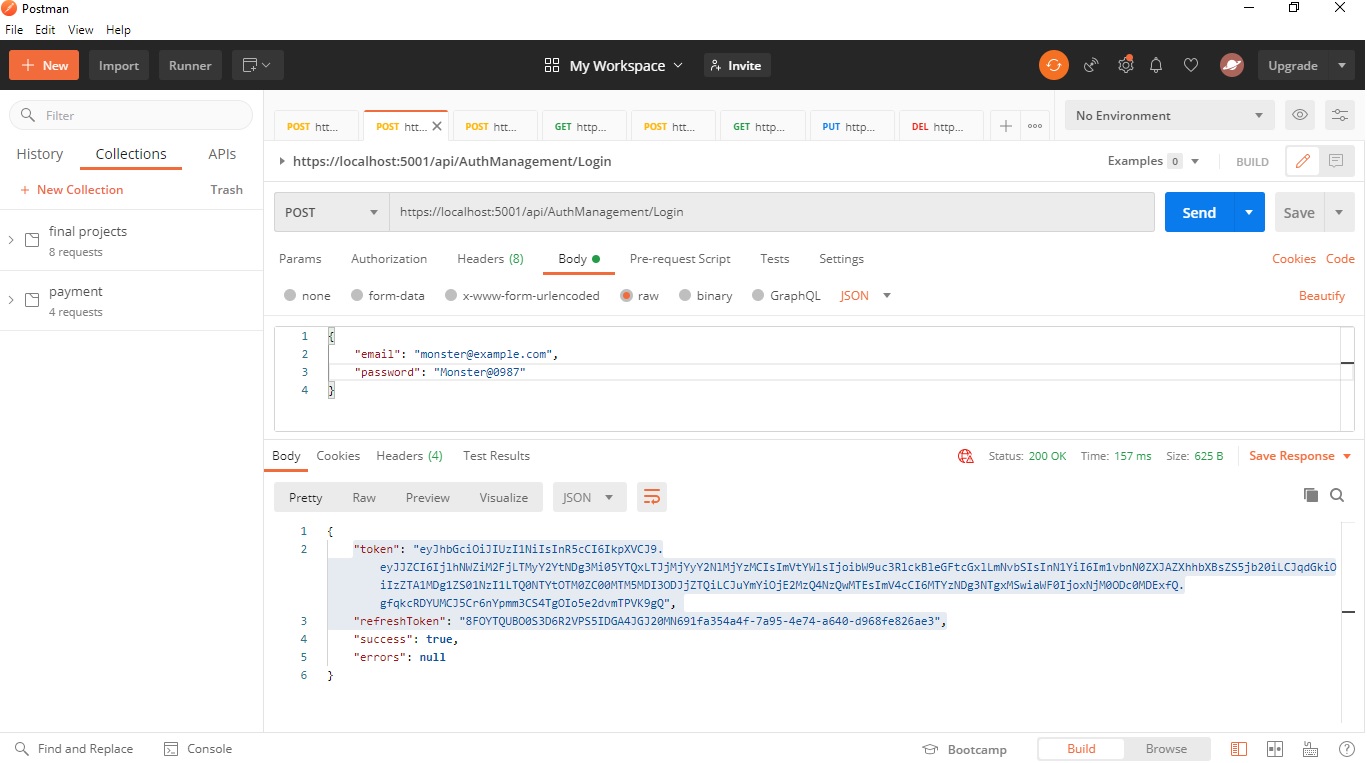 Postman
File Edit View Help
+ New Import Runner My Workspace Invite Upgrade
Filter
History Collections APIs
+ New Collection Trash
final projects
8 requests
payment
4 requests
POST htt... POST htt... POST htt... GET http... POST htt... GET http... PUT http... DEL http...
No Environment
https://localhost:5001/api/AuthManagement/Login
Examples 0 BUILD
POST https://localhost:5001/api/AuthManagement/Login Send Save
Params Authorization Headers (8) Body Pre-request Script Tests Settings Cookies Code
none form-data x-www-form-urlencoded raw binary GraphQL JSON Beautify
1 {
2 "email": "monster@example.com",
3 "password": "Monster@0987"
4 }
Body Cookies Headers (4) Test Results Status: 200 OK Time: 157 ms Size: 625 B Save Response
Pretty Raw Preview Visualize JSON
1 {
2 "token": "eyJhbGciOiJIUzI1NiIsInR5cCI6IkpXVCJ9.
eyJJZCI6IjlhNWZiM2FjLTMyY2YtNDg3Mi05YTQxLTJjMjYyY2NlMjYzMCIsImVtYWlsIjoibW9uc3RlckBleGFtcGxlLmNvbSIsInN1YiI6Im1vbnN0ZXJAZXhhbXBsZS5jb20iLCJqdGkiO
iIzZTA1MDg1ZS01NzI1LTQ0NTYtOTM0ZC00MTM5MDI3ODJjZTQiLCJuYmYiOjE2MzQ4NzQwMTEsImV4cCI6MTYzNDg3NTgxMSwiaWF0IjoxNjM0ODc0MDExfQ.
gfqkcRDYUMCJ5Cr6nYpmm3CS4TgOIo5e2dvmTPVK9gQ",
3 "refreshToken": "8FOYTQUBO0S3D6R2VPS5IDGA4JGJ20MN691fa354a4f-7a95-4e74-a640-d968fe826ae3",
4 "success": true,
5 "errors": null
6 }
Find and Replace Console Bootcamp Build Browse